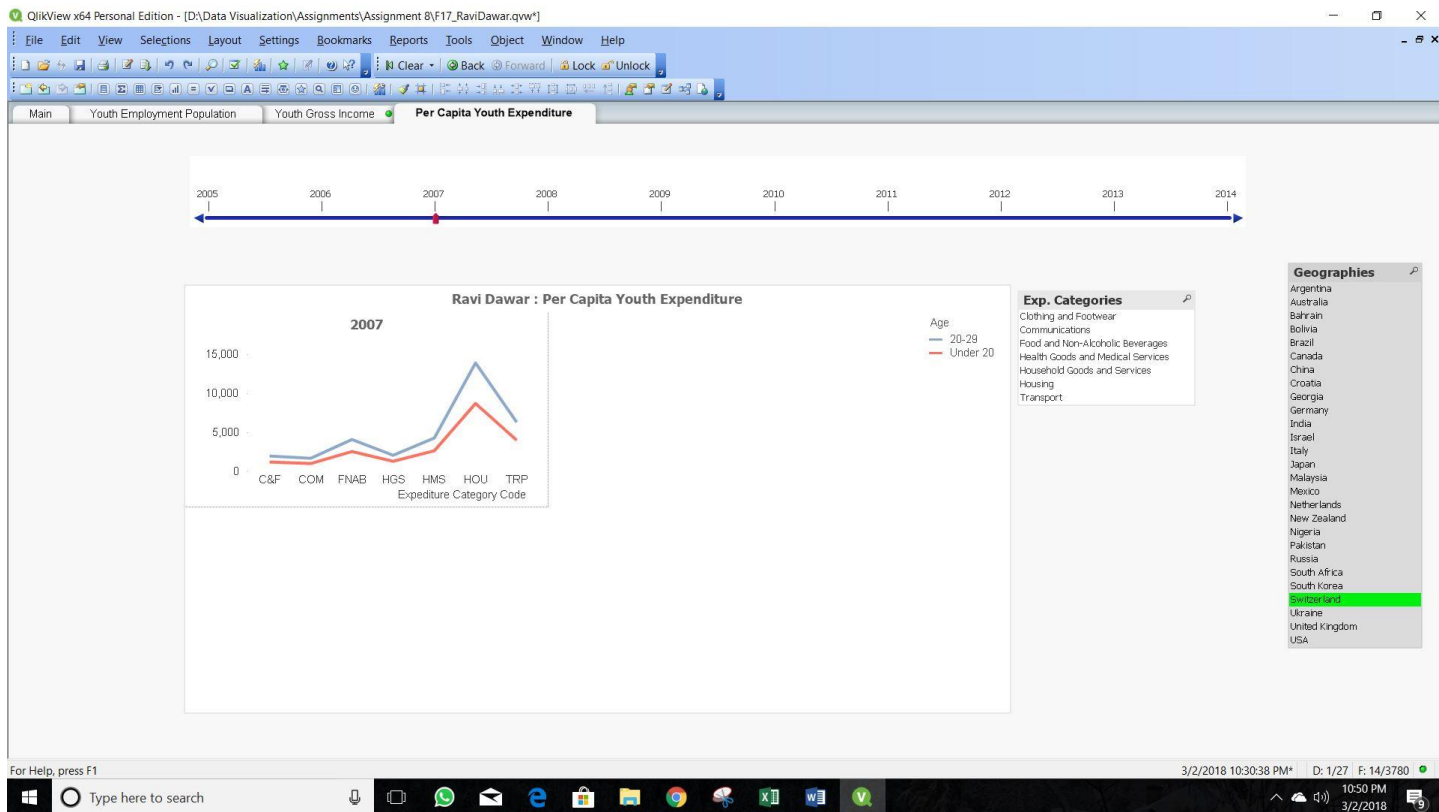 QlikView x64 Personal Edition - [D:\Data Visualization\Assignments\Assignment 8\F17_RaviDawar.qvw*]
File Edit View Selections Layout Settings Bookmarks Reports Tools Object Window Help
Clear Back Forward Lock Unlock
Main Youth Employment Population Youth Gross Income Per Capita Youth Expenditure
2005 2006 2007 2008 2009 2010 2011 2012 2013 2014
Ravi Dawar : Per Capita Youth Expenditure
2007
15,000
10,000
5,000
0
C&F COM FNAB HGS HMS HOU TRP
Expediture Category Code
Age
20-29
Under 20
Exp. Categories
Clothing and Footwear
Communications
Food and Non-Alcoholic Beverages
Health Goods and Medical Services
Household Goods and Services
Housing
Transport
Geographies
Argentina
Australia
Bahrain
Bolivia
Brazil
Canada
China
Croatia
Georgia
Germany
India
Israel
Italy
Japan
Malaysia
Mexico
Netherlands
New Zealand
Nigeria
Pakistan
Russia
South Africa
South Korea
Switzerland
Ukraine
United Kingdom
USA
For Help, press F1
3/2/2018 10:30:38 PM* D: 1/27 F: 14/3780
Type here to search
10:50 PM
3/2/2018